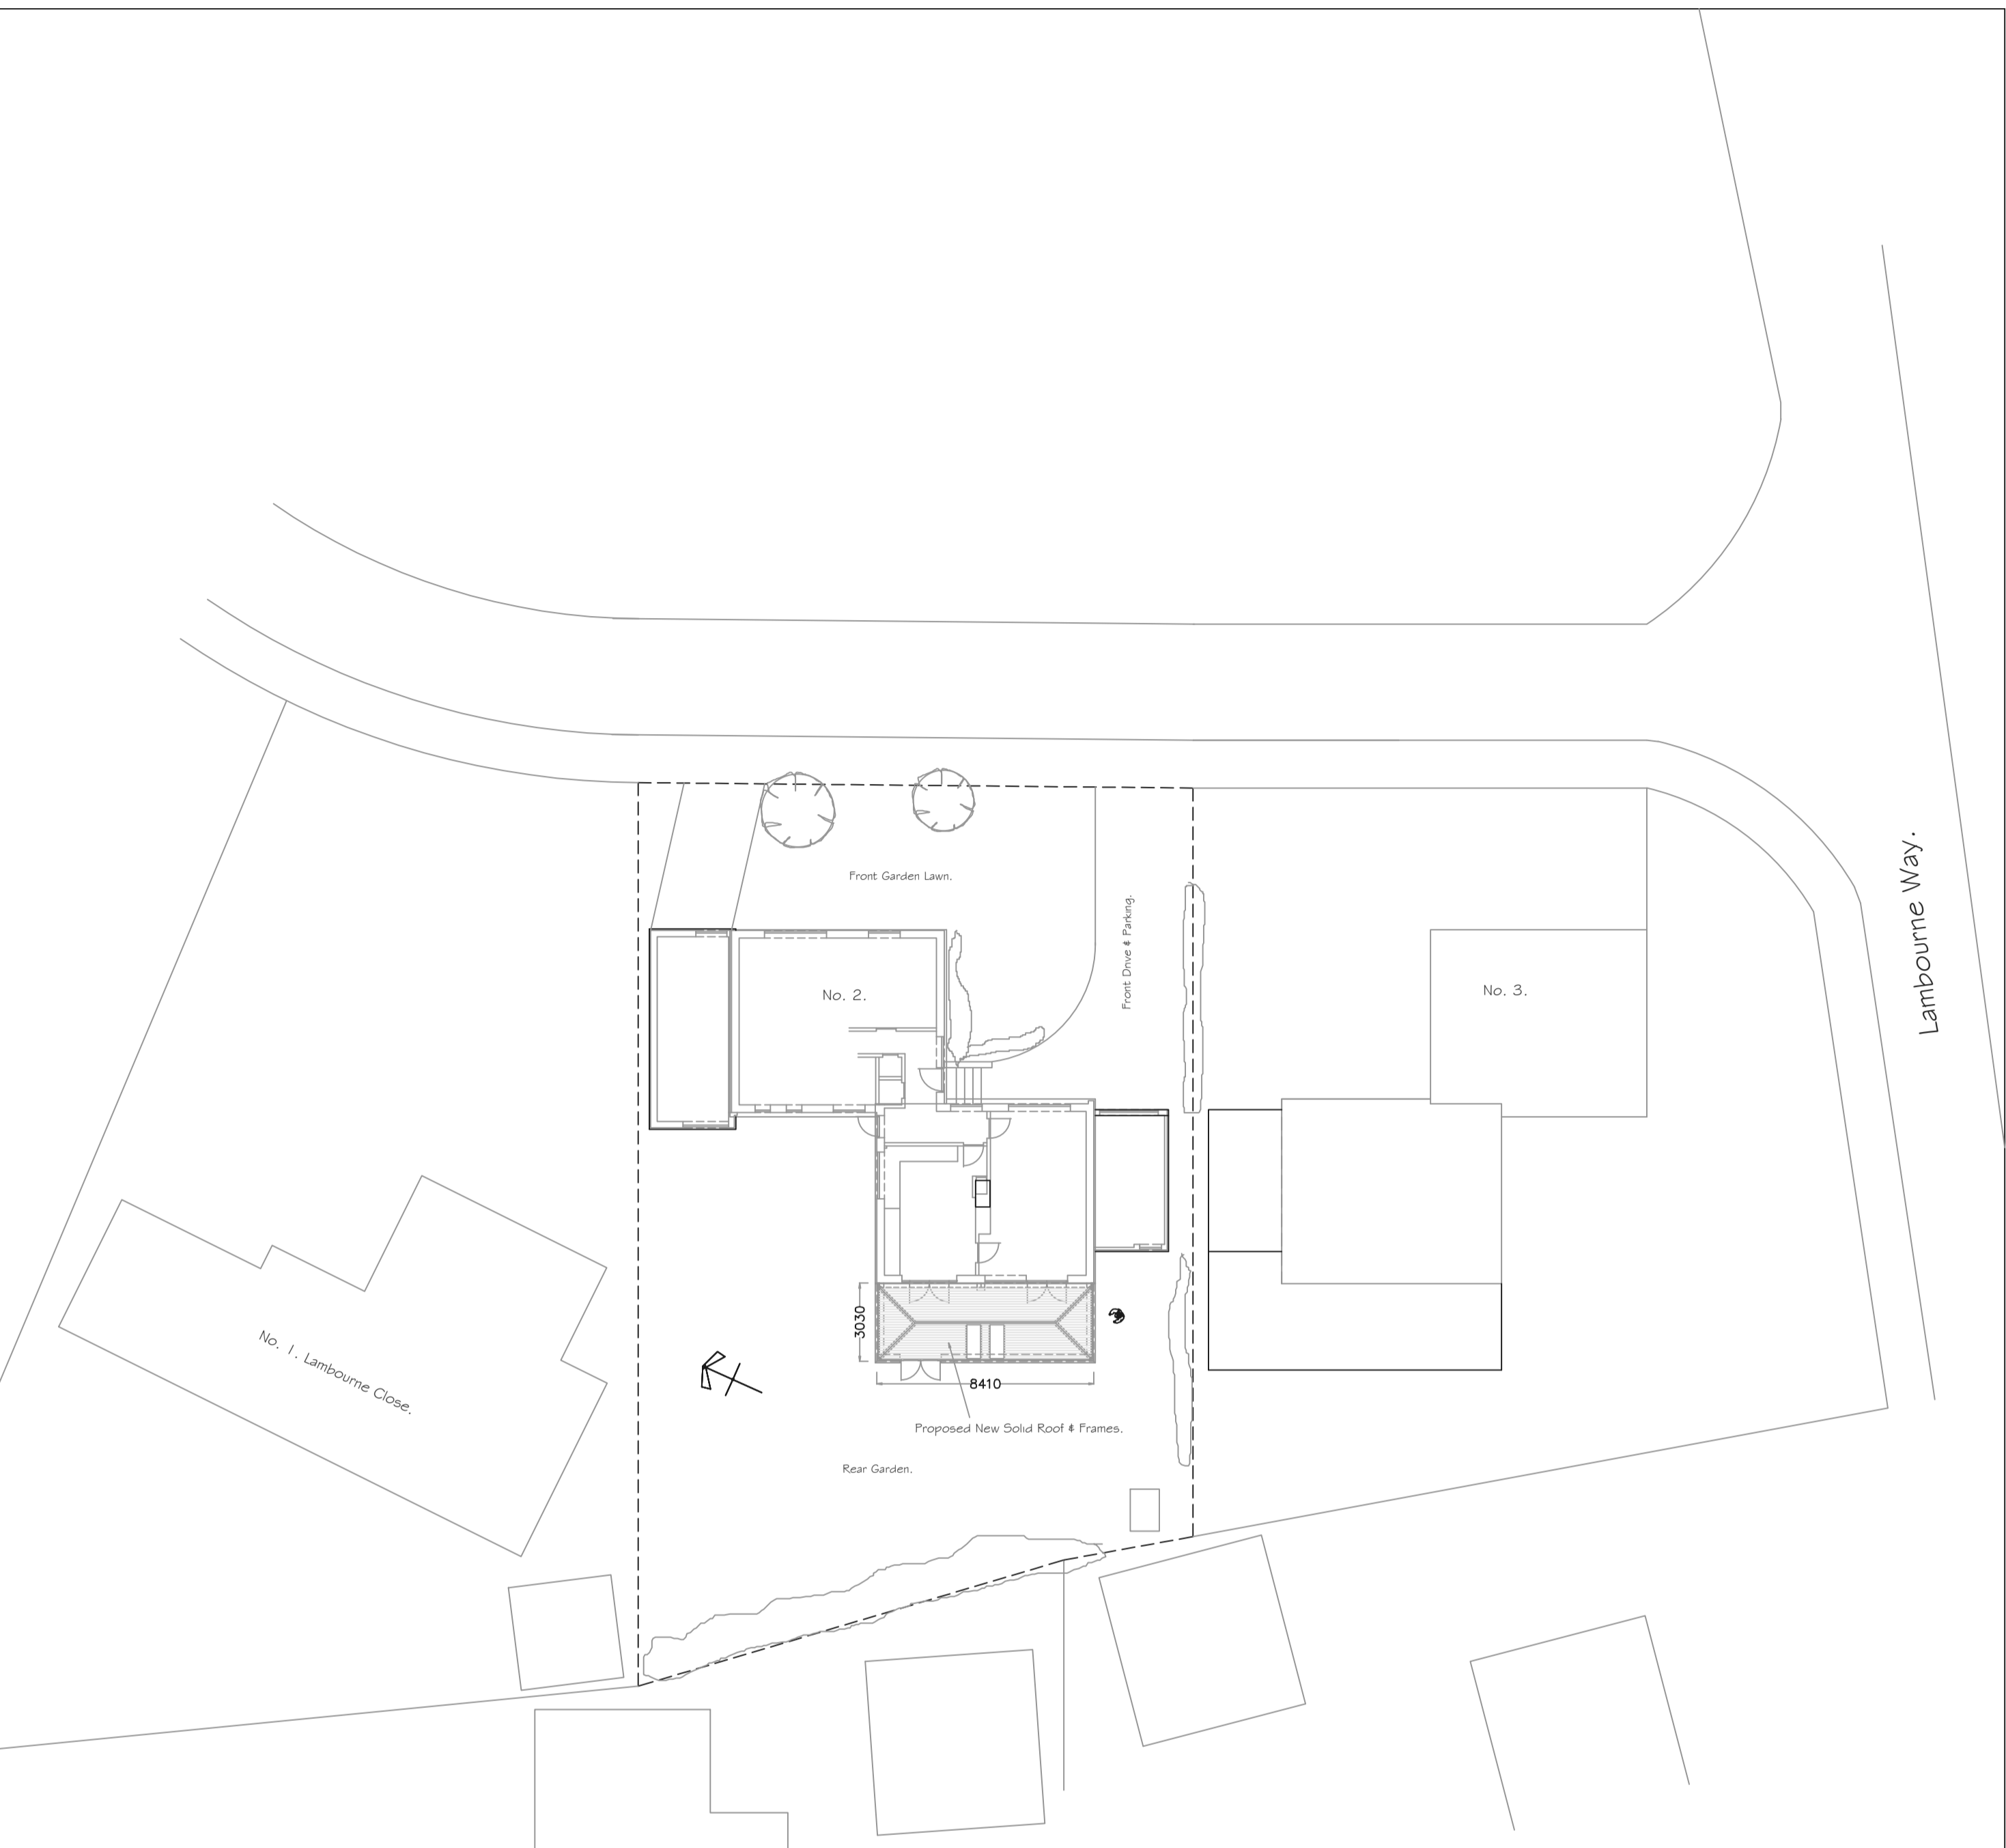 Front Garden Lawn.
Front Drive & Parking.
Lambourne Way.
No. 2.
No. 3.
No. 1. Lambourne Close.
3030
8410
Proposed New Solid Roof & Frames.
Rear Garden.